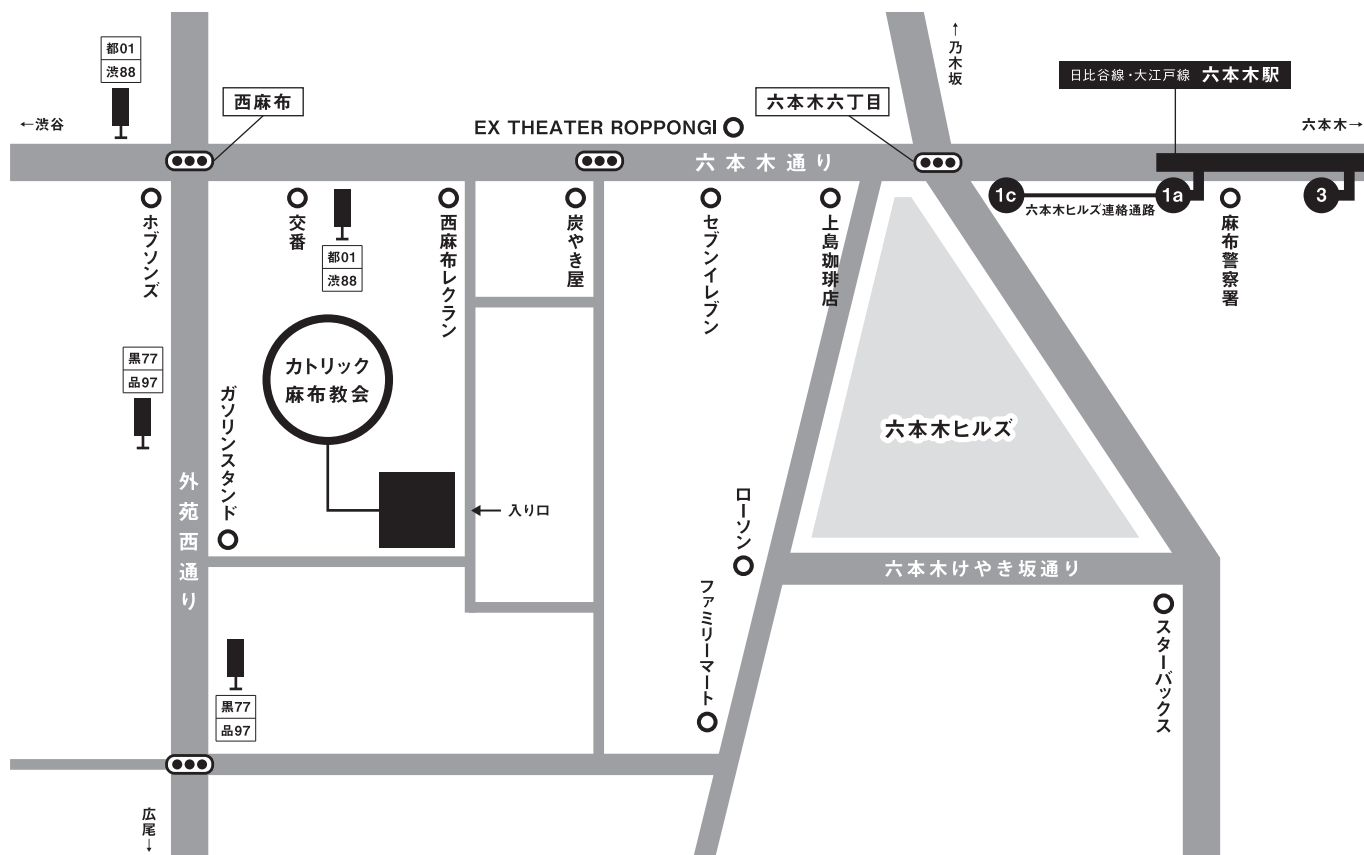 ↑乃木坂
都01
渋88
日比谷線・大江戸線 六本木駅
西麻布
六本木六丁目
←渋谷
EX THEATER ROPPONGI
六本木→
六本木通り
1c
六本木ヒルズ連絡通路
1a
3
ホブソンズ
交番
都01
渋88
西麻布レクラン
炭やき屋
セブンイレブン
上島珈琲店
麻布警察署
黒77
品97
カトリック
麻布教会
ガソリンスタンド
六本木ヒルズ
外苑西通り
入り口
ローソン
六本木けやき坂通り
ファミリーマート
スターバックス
黒77
品97
広尾↓